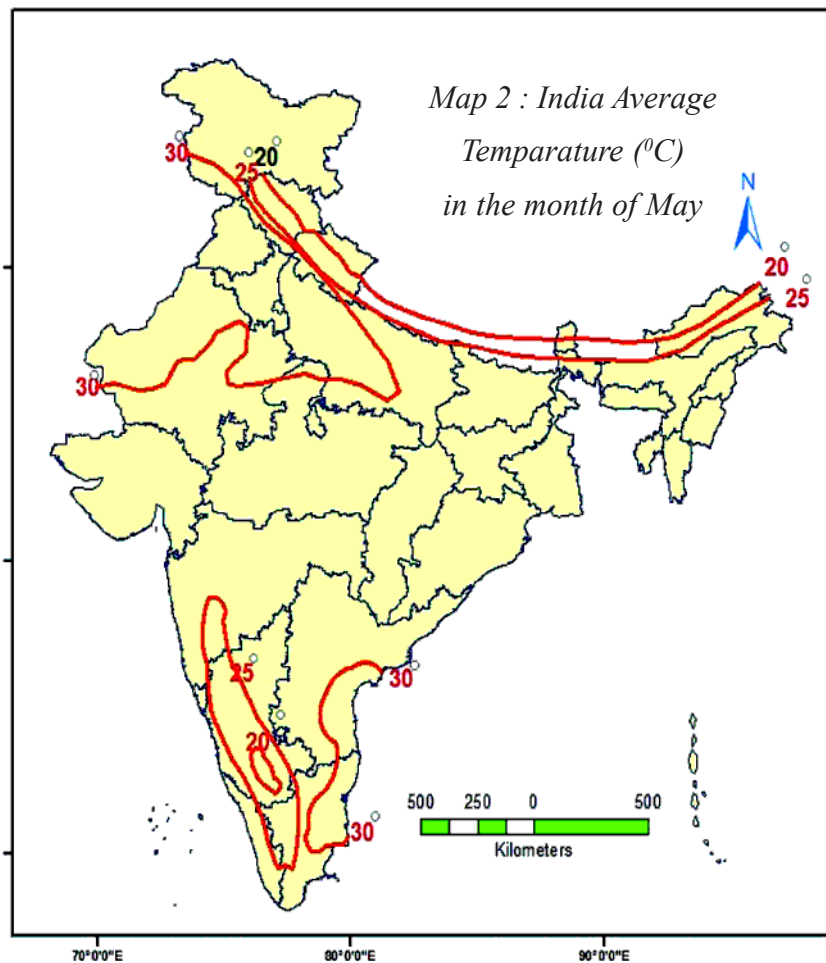 Map 2 : India Average
Temparature (⁰C)
in the month of May
N
30°
25°
20°
20°
25°
30°
25°
20°
30°
30°
500 250 0 500
Kilometers
70°0'0"E 80°0'0"E 90°0'0"E